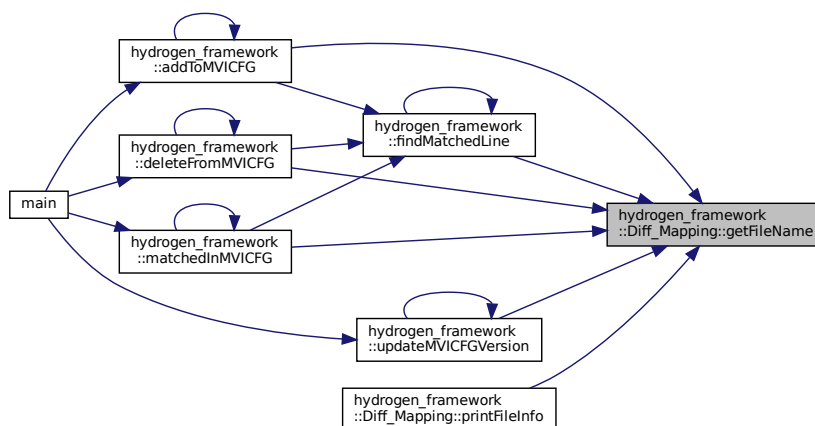 hydrogen_framework
::addToMVICFG
hydrogen_framework
::findMatchedLine
hydrogen_framework
::deleteFromMVICFG
main
hydrogen_framework
::Diff_Mapping::getFileName
hydrogen_framework
::matchedInMVICFG
hydrogen_framework
::updateMVICFGVersion
hydrogen_framework
::Diff_Mapping::printFileInfo